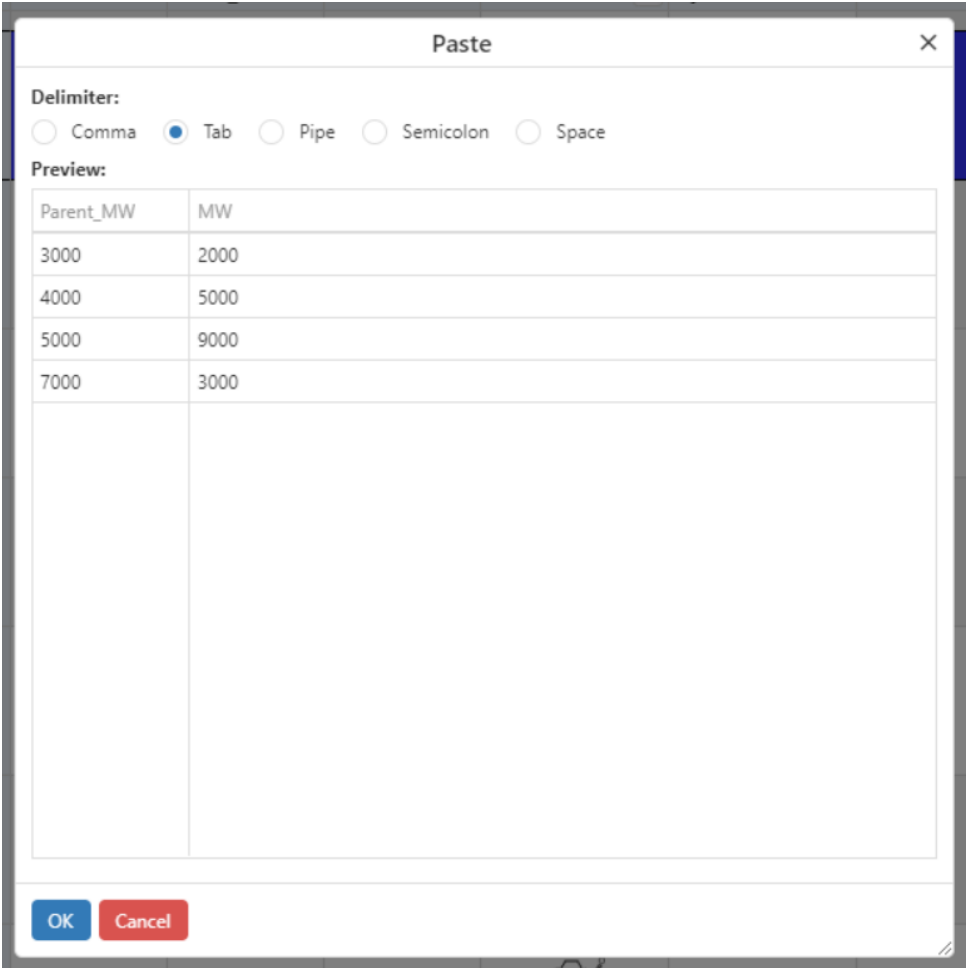 Paste
Delimiter:
Comma Tab Pipe Semicolon Space
Preview:
Parent_MW MW
3000 2000
4000 5000
5000 9000
7000 3000
OK Cancel